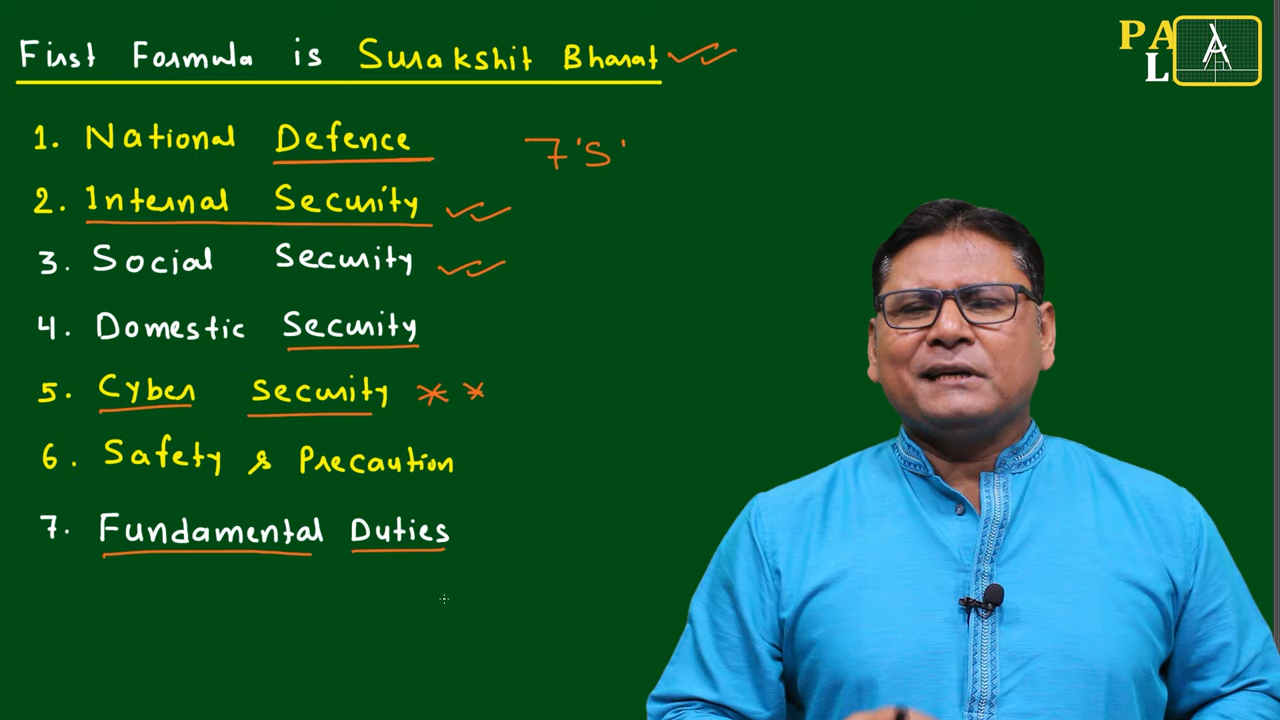 First Formula is Surakshit Bharat
1. National Defence
7 'S'
2. Internal Security
3. Social Security
4. Domestic Security
5. Cyber Security **
6. Safety & Precaution
7. Fundamental Duties
PA
L